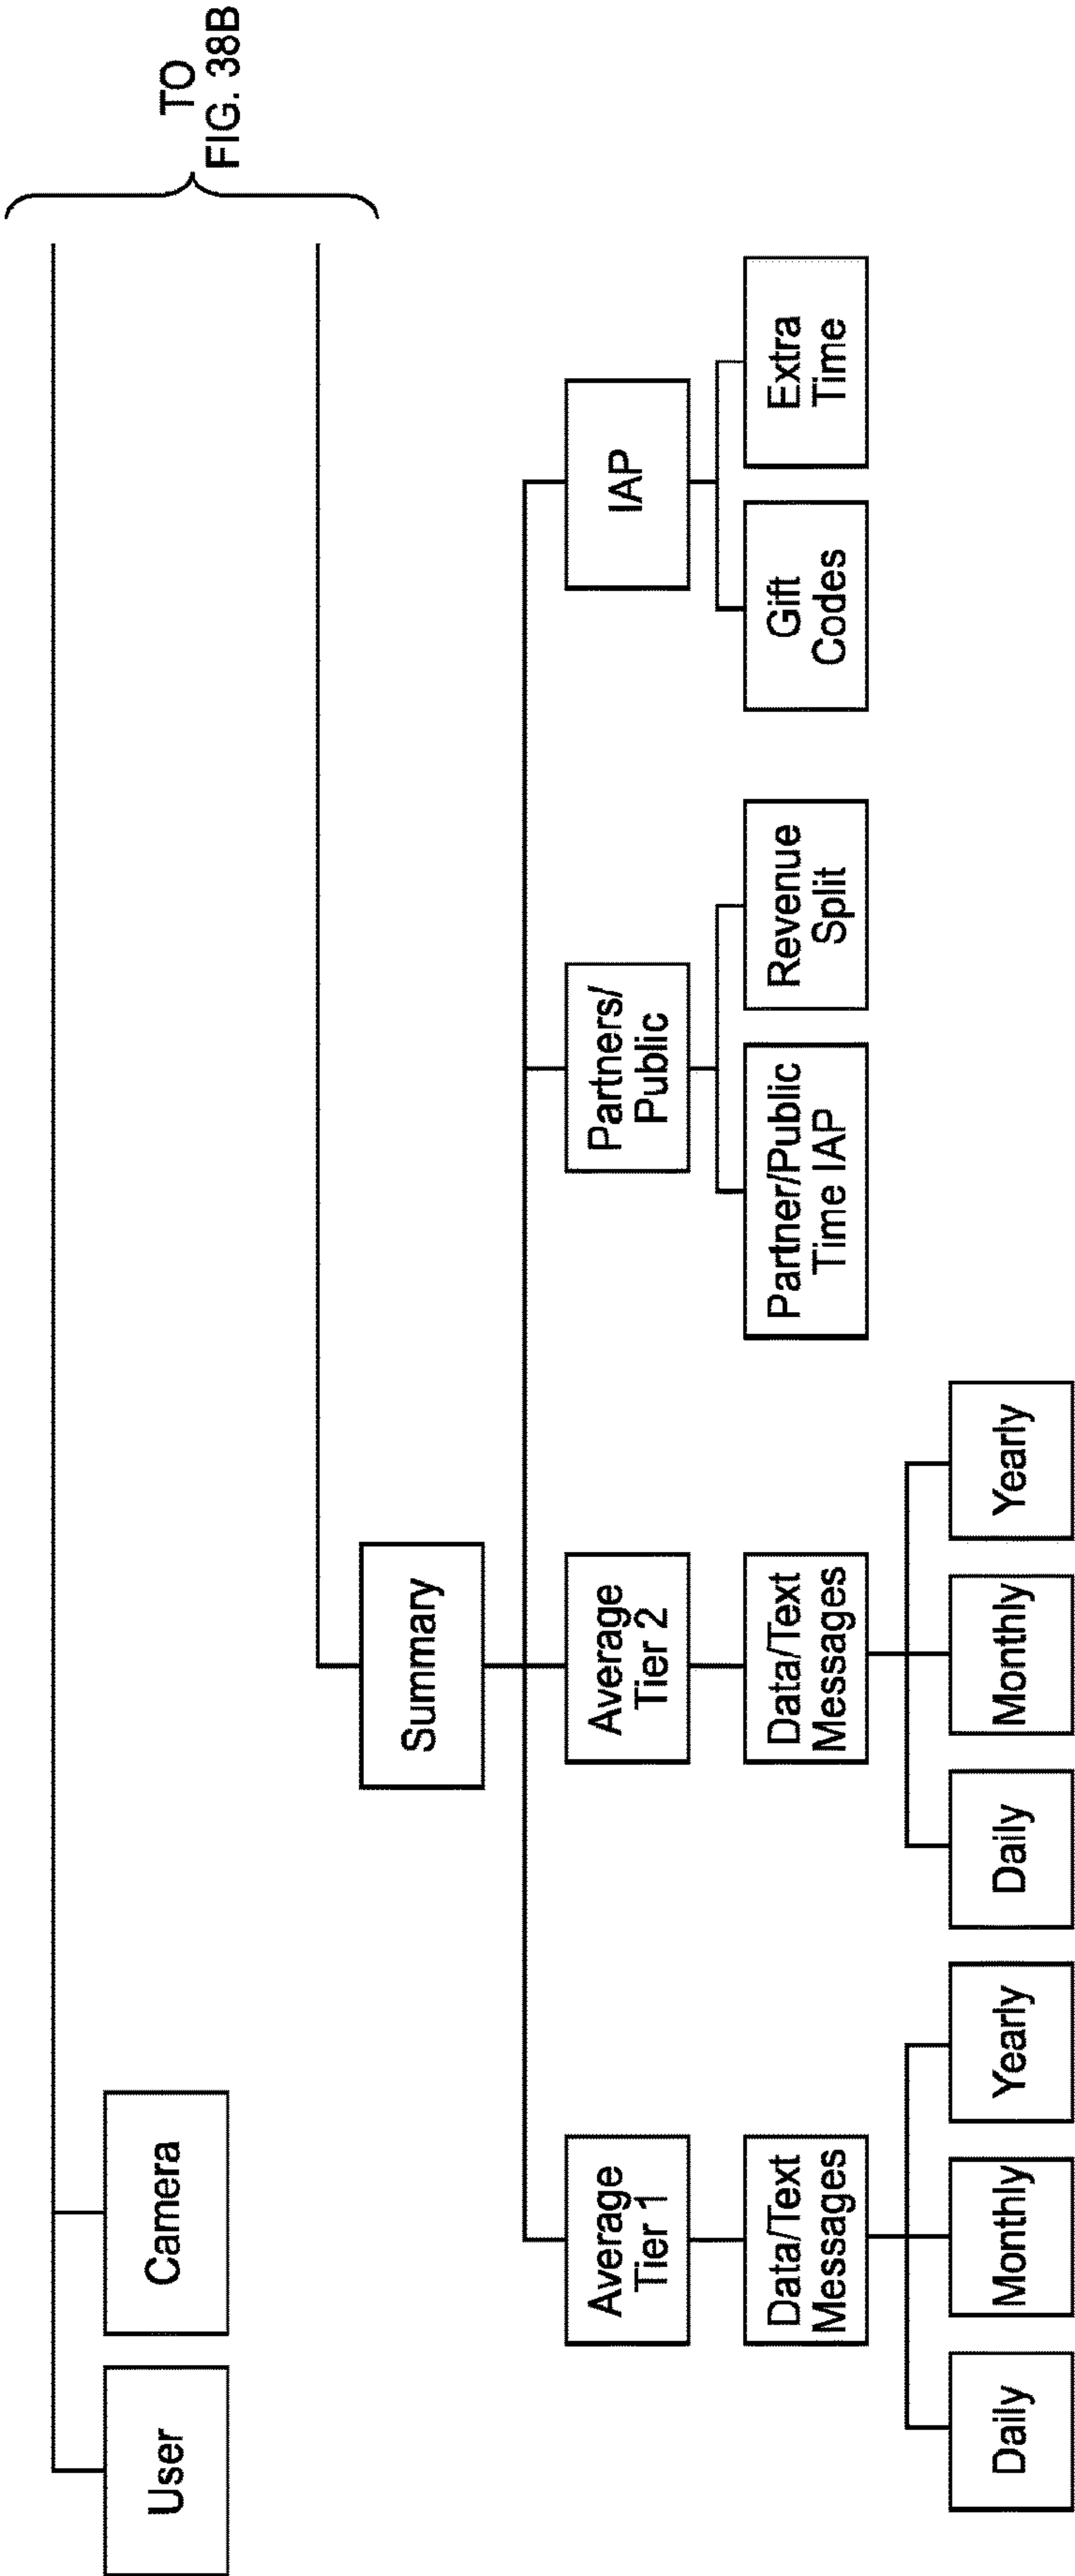 TO
FIG. 38B
User
Camera
Summary
Average
Tier 1
Average
Tier 2
Partners/
Public
IAP
Data/Text
Messages
Data/Text
Messages
Partner/Public
Time IAP
Revenue
Split
Gift
Codes
Extra
Time
Daily
Monthly
Yearly
Daily
Monthly
Yearly